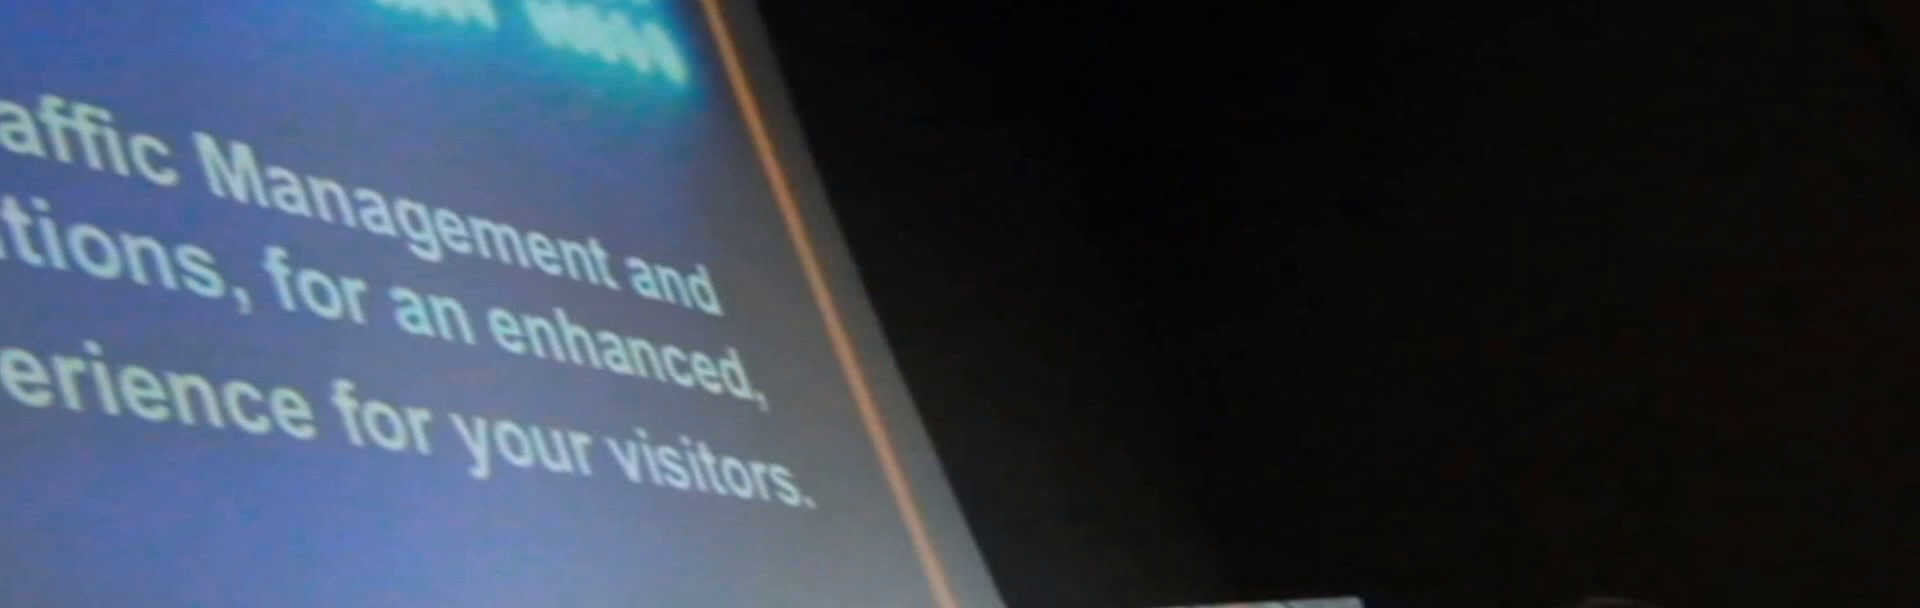 affic Management and
tions, for an enhanced,
erience for your visitors.